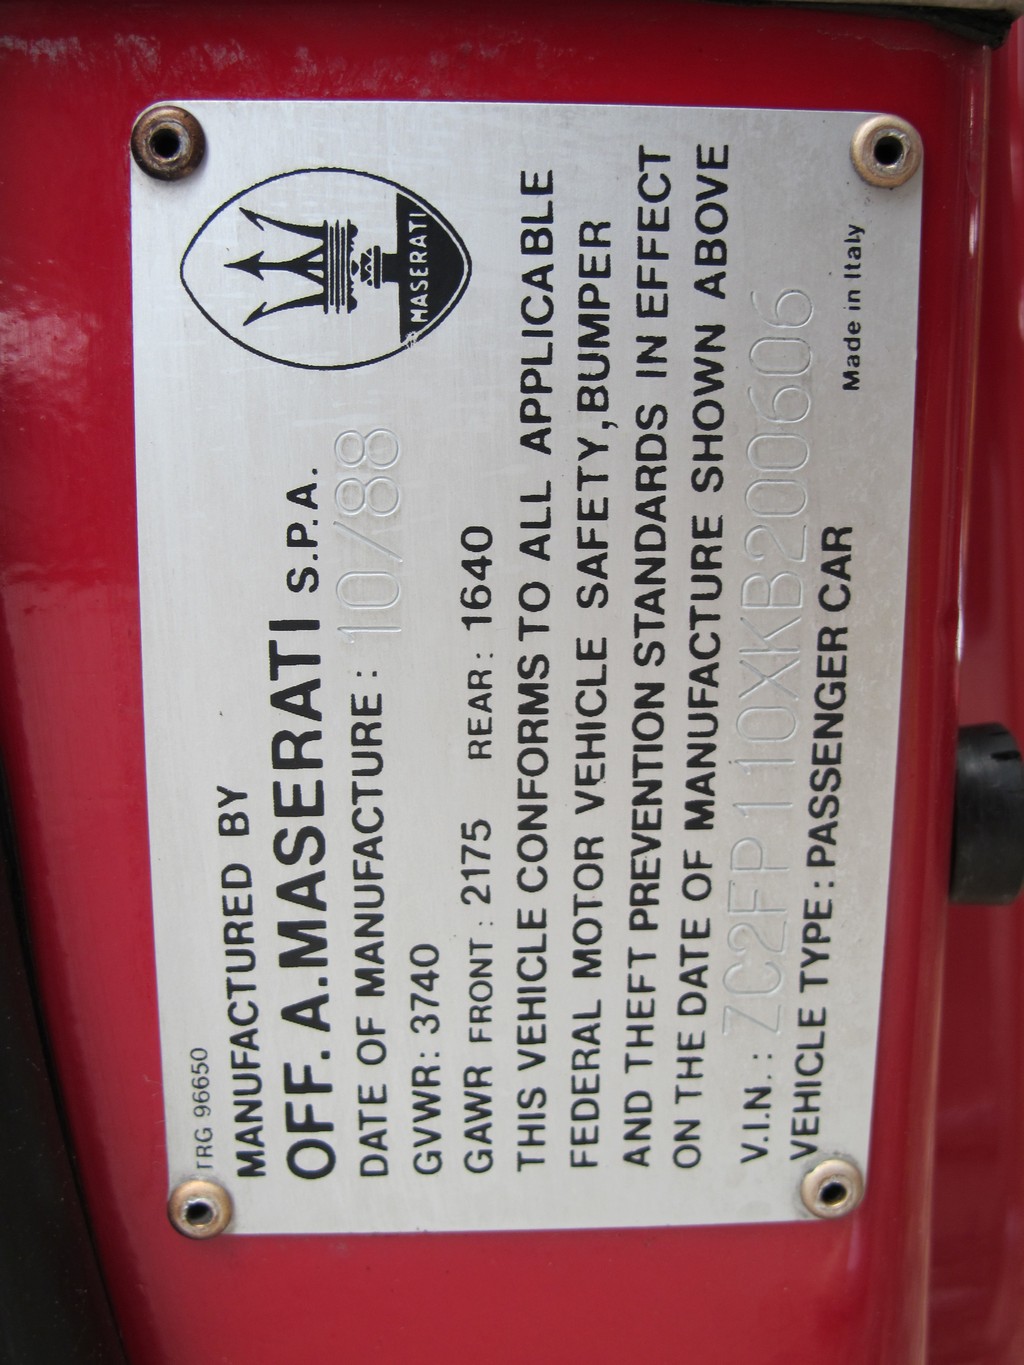 TRG 96650
MANUFACTURED BY
OFF. A. MASERATI S.P.A.
MASERATI
DATE OF MANUFACTURE : 10/88
GVWR: 3740
GAWR FRONT : 2175 REAR : 1640
THIS VEHICLE CONFORMS TO ALL APPLICABLE
FEDERAL MOTOR VEHICLE SAFETY, BUMPER
AND THEFT PREVENTION STANDARDS IN EFFECT
ON THE DATE OF MANUFACTURE SHOWN ABOVE
V.I.N. : ZC2FP110XKB200606
VEHICLE TYPE : PASSENGER CAR
Made in Italy